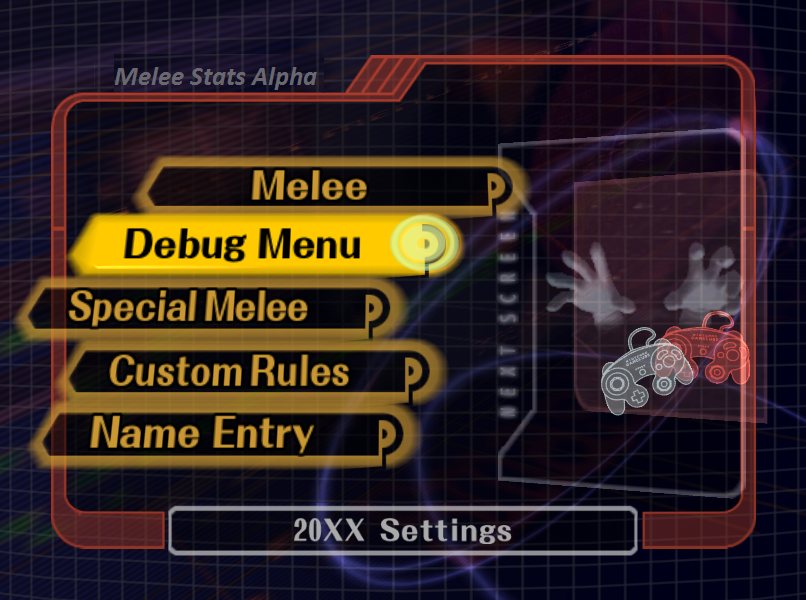 Melee Stats Alpha
Melee
Debug Menu
Special Melee
Custom Rules
Name Entry
NEXT SCREEN
20XX Settings